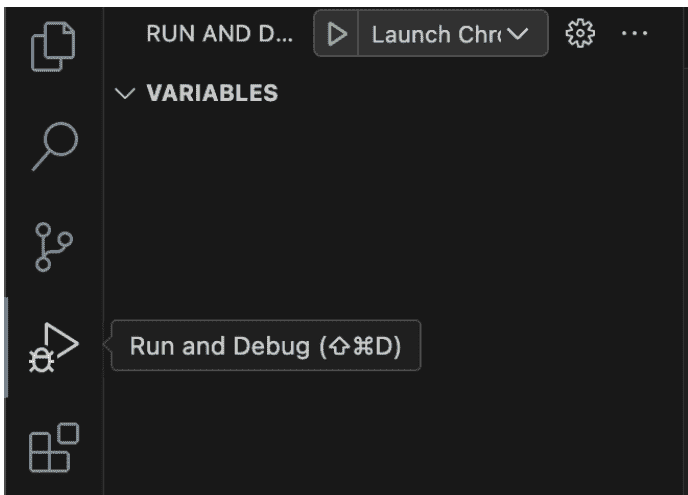 RUN AND D... Launch Chr
VARIABLES
Run and Debug (⇧⌘D)